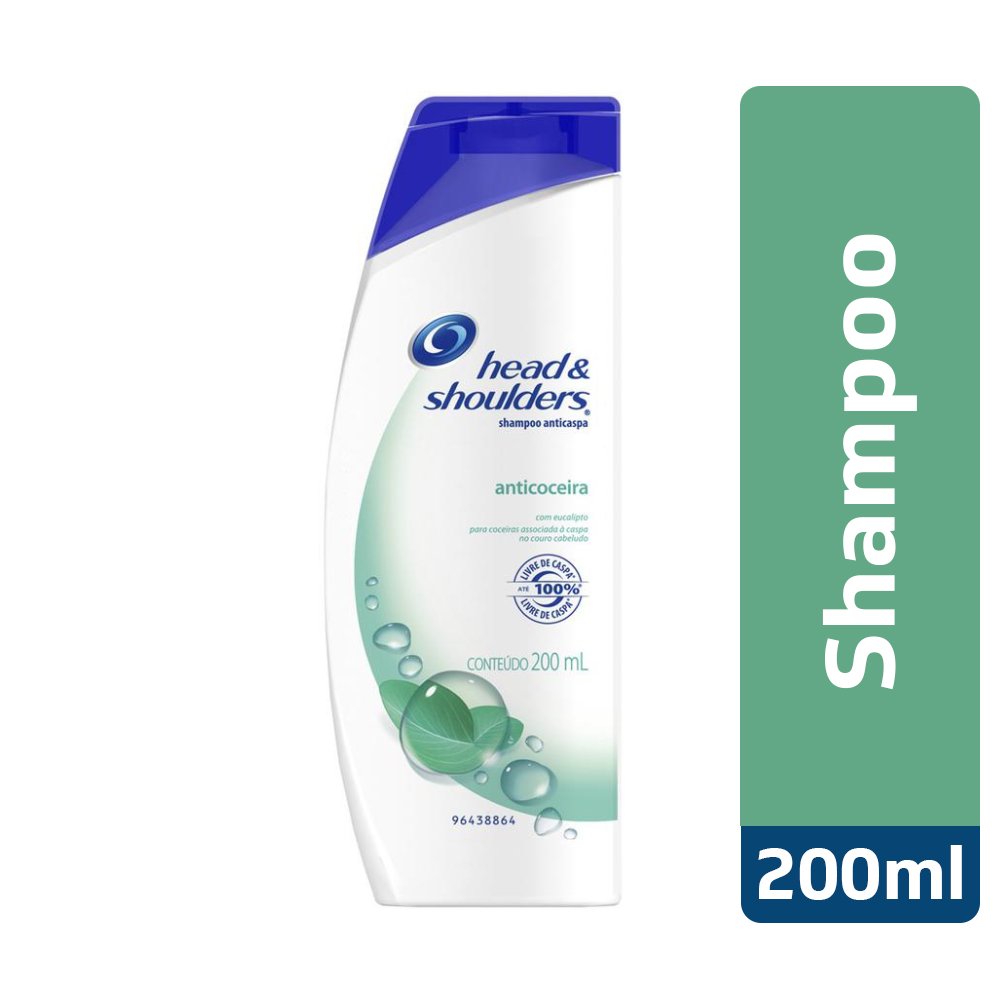 head &
shoulders®
shampoo anticaspa
anticoceira
com eucalipto
para coceiras associada à caspa
no couro cabeludo
LIVRE DE CASPA*
ATÉ 100%*
LIVRE DE CASPA*
CONTEÚDO 200 mL
96438864
Shampoo
200ml